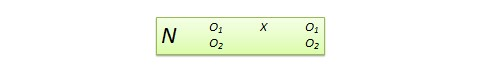 N O₁ X O₁
O₂ O₂